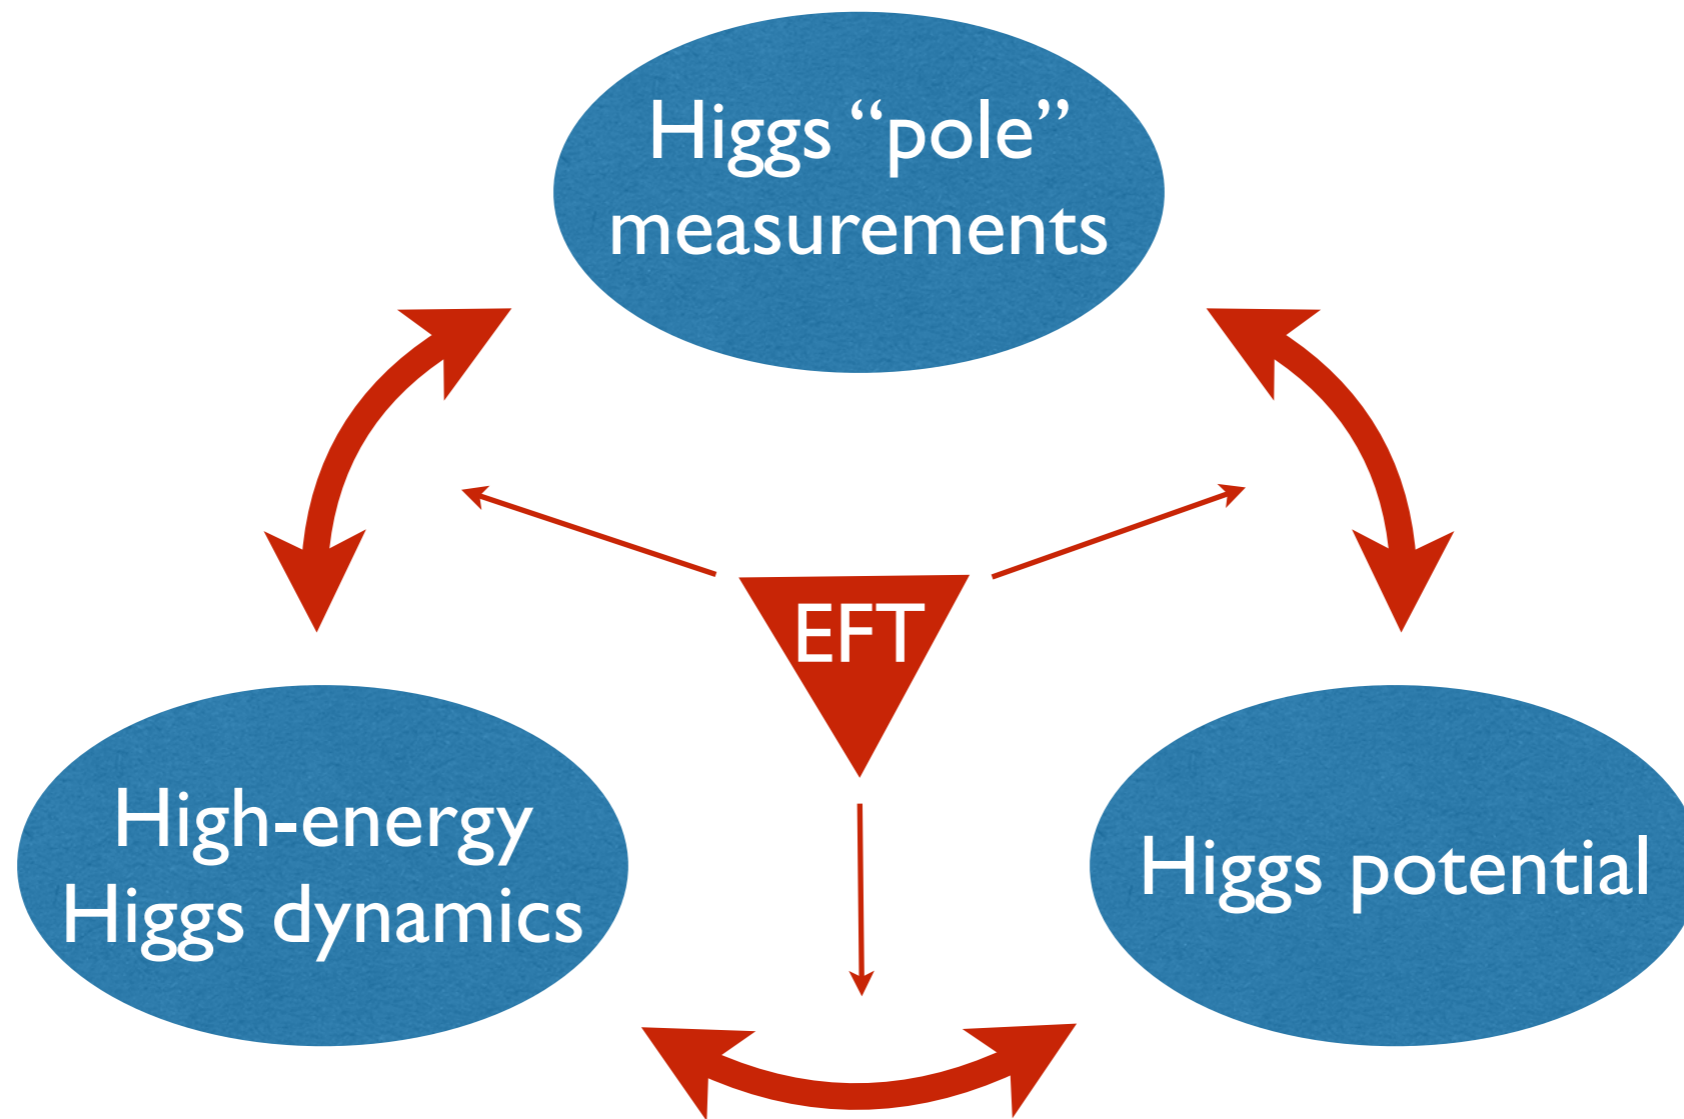 Higgs “pole”
measurements
EFT
High-energy
Higgs dynamics
Higgs potential